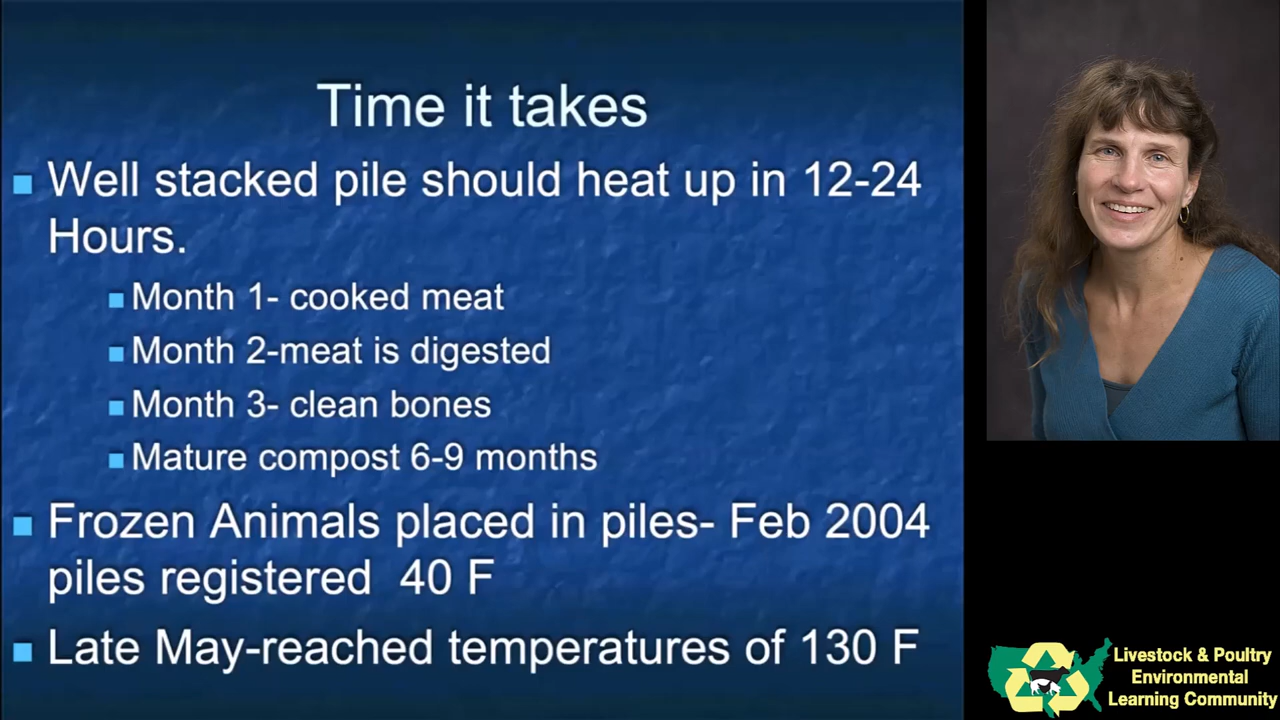 Time it takes
Well stacked pile should heat up in 12-24
Hours.
Month 1- cooked meat
Month 2-meat is digested
Month 3- clean bones
Mature compost 6-9 months
Frozen Animals placed in piles- Feb 2004
piles registered  40 F
Late May-reached temperatures of 130 F
Livestock & Poultry
Environmental
Learning Community